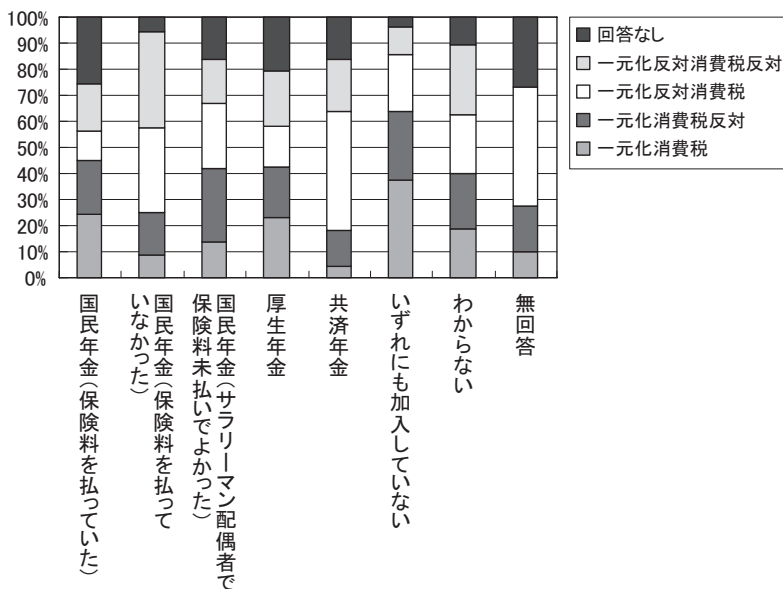 100%
90%
80%
70%
60%
50%
40%
30%
20%
10%
0%
回答なし
一元化反対消費税反対
一元化反対消費税
一元化消費税反対
一元化消費税
国民年金（保険料を払っていた）
国民年金（保険料を払って
いなかった）
国民年金（サラリーマン配偶者で
保険料未払いでよかった）
厚生年金
共済年金
いずれにも加入していない
わからない
無回答